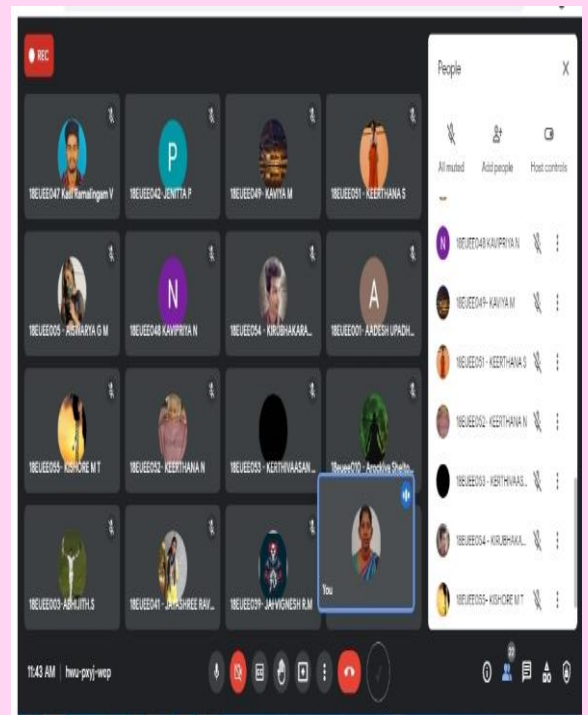 REC
People
X
All muted
Add people
Host controls
P
18EUEE047 Kasi Ramalingam V
18EUEE042- JENITTA P
18EUEE049- KAVIYA M
18EUEE051 - KEERTHANA S
N
A
18EUEE005 - AISWARYA G M
18EUEE048 KAVIPRIYA N
18EUEE054 - KIRUBHAKARA...
18EUEE001- AADESH UPADH...
18EUEE055- KISHORE M T
18EUEE052- KEERTHANA N
18EUEE053 - KERTHIVAASAN...
18euee010 - Arockiya Shelto...
18EUEE003-ABHIJITH.S
18EUEE041 - JAYASHREE RAV...
18EUEE039- JAI VIGNESH R.M
You
N
18EUEE048 KAVIPRIYA N
18EUEE049- KAVIYA M
18EUEE051 - KEERTHANA S
18EUEE052- KEERTHANA N
18EUEE053 - KERTHIVAAS...
18EUEE054 - KIRUBHAKA...
18EUEE055- KISHORE M T
11:43 AM | hwu-pxyj-wep